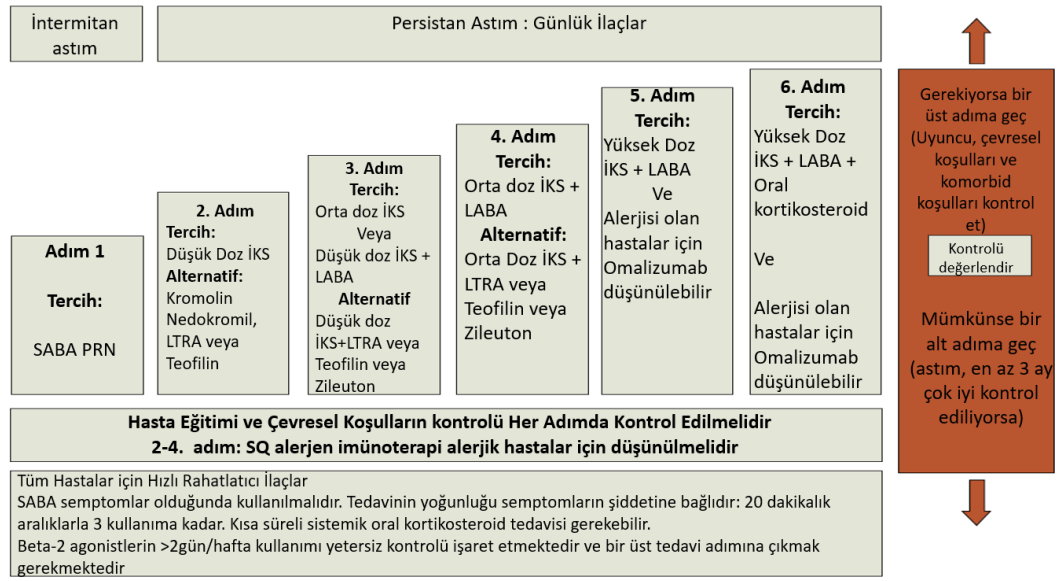 İntermitan
astım
Persistan Astım : Günlük İlaçlar
Adım 1
Tercih:
SABA PRN
2. Adım
Tercih:
Düşük Doz İKS
Alternatif:
Kromolin
Nedokromil,
LTRA veya
Teofilin
3. Adım
Tercih:
Orta doz İKS
Veya
Düşük doz İKS +
LABA
Alternatif
Düşük doz
İKS+LTRA veya
Teofilin veya
Zileuton
4. Adım
Tercih:
Orta doz İKS +
LABA
Alternatif:
Orta Doz İKS +
LTRA veya
Teofilin veya
Zileuton
5. Adım
Tercih:
Yüksek Doz
İKS + LABA
Ve
Alerjisi olan
hastalar için
Omalizumab
düşünülebilir
6. Adım
Tercih:
Yüksek Doz
İKS + LABA +
Oral
kortikosteroid
Ve
Alerjisi olan
hastalar için
Omalizumab
düşünülebilir
Gerekiyorsa bir
üst adıma geç
(Uyuncu, çevresel
koşulları ve
komorbid
koşulları kontrol
et)
Kontrolü
değerlendir
Mümkünse bir
alt adıma geç
(astım, en az 3 ay
çok iyi kontrol
ediliyorsa)
Hasta Eğitimi ve Çevresel Koşulların kontrolü Her Adımda Kontrol Edilmelidir
2-4. adım: SQ alerjen imünoterapi alerjik hastalar için düşünülmelidir
Tüm Hastalar için Hızlı Rahatlatıcı İlaçlar
SABA semptomlar olduğunda kullanılmalıdır. Tedavinin yoğunluğu semptomların şiddetine bağlıdır: 20 dakikalık
aralıklarla 3 kullanıma kadar. Kısa süreli sistemik oral kortikosteroid tedavisi gerekebilir.
Beta-2 agonistlerin >2gün/hafta kullanımı yetersiz kontrolü işaret etmektedir ve bir üst tedavi adımına çıkmak
gerekmektedir